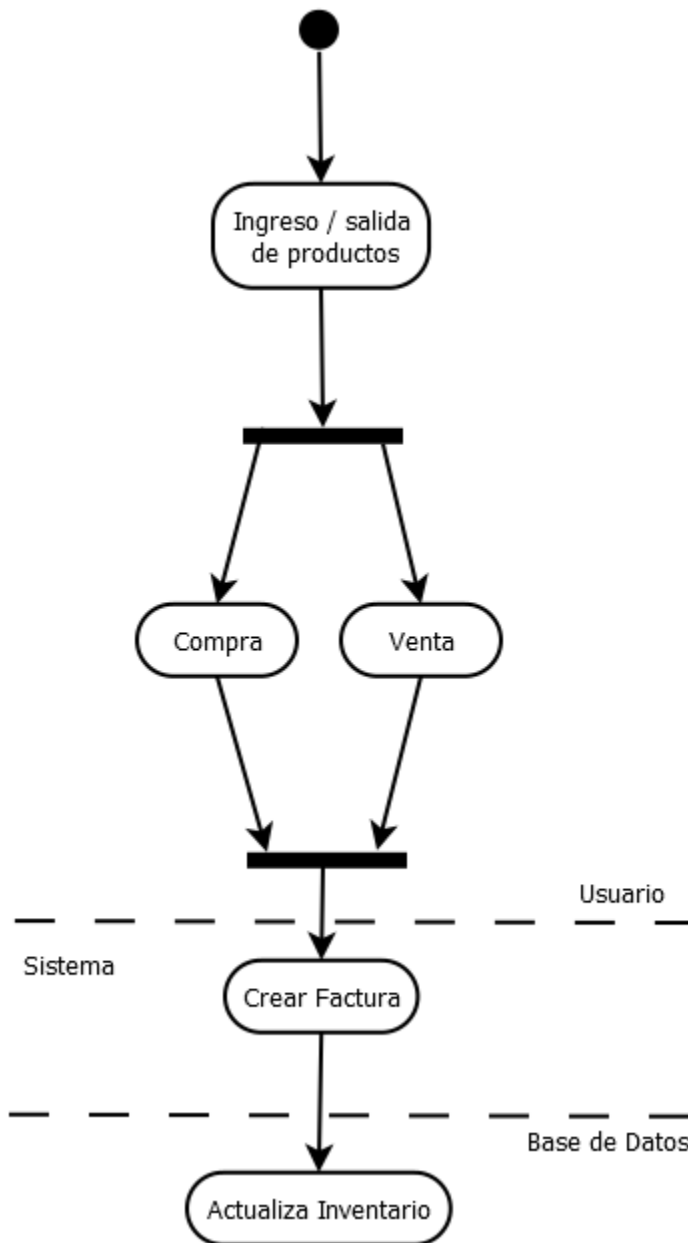 Ingreso / salida
de productos
Compra
Venta
Usuario
Sistema
Crear Factura
Base de Datos
Actualiza Inventario